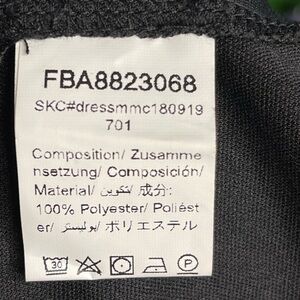 FBA8823068
SKC#dressmmc180919
701
Composition/ Zusamme
nsetzung/ Composición/
Material/ تكوين/ 成分:
100% Polyester/ Poliést
er/ بوليستر/ ポリエステル
30 P